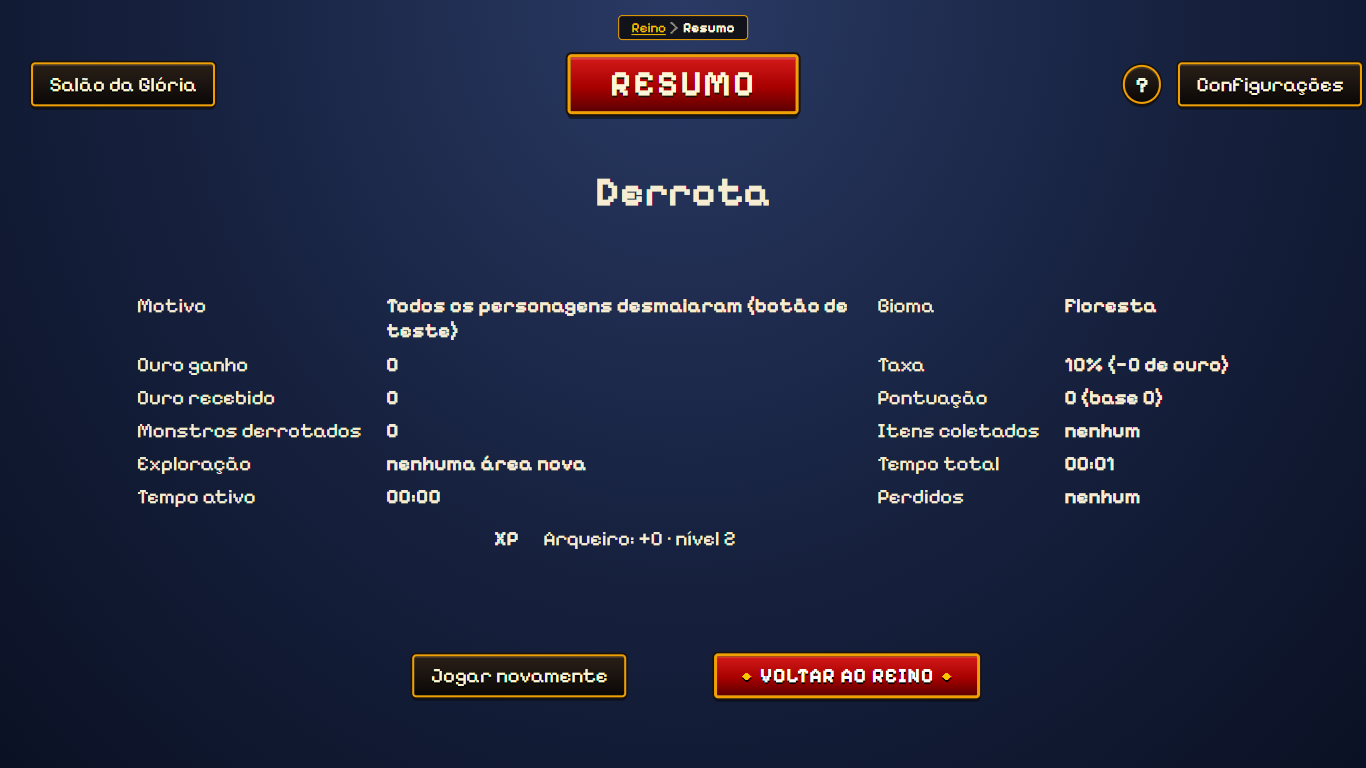 Reino > Resumo
Salão da Glória
RESUMO
?
Configurações
Derrota
Motivo
Todos os personagens desmaiaram (botão de
teste)
Bioma
Floresta
Ouro ganho
0
Taxa
10% (-0 de ouro)
Ouro recebido
0
Pontuação
0 (base 0)
Monstros derrotados
0
Itens coletados
nenhum
Exploração
nenhuma área nova
Tempo total
00:01
Tempo ativo
00:00
Perdidos
nenhum
XP
Arqueiro: +0 · nível 2
Jogar novamente
VOLTAR AO REINO